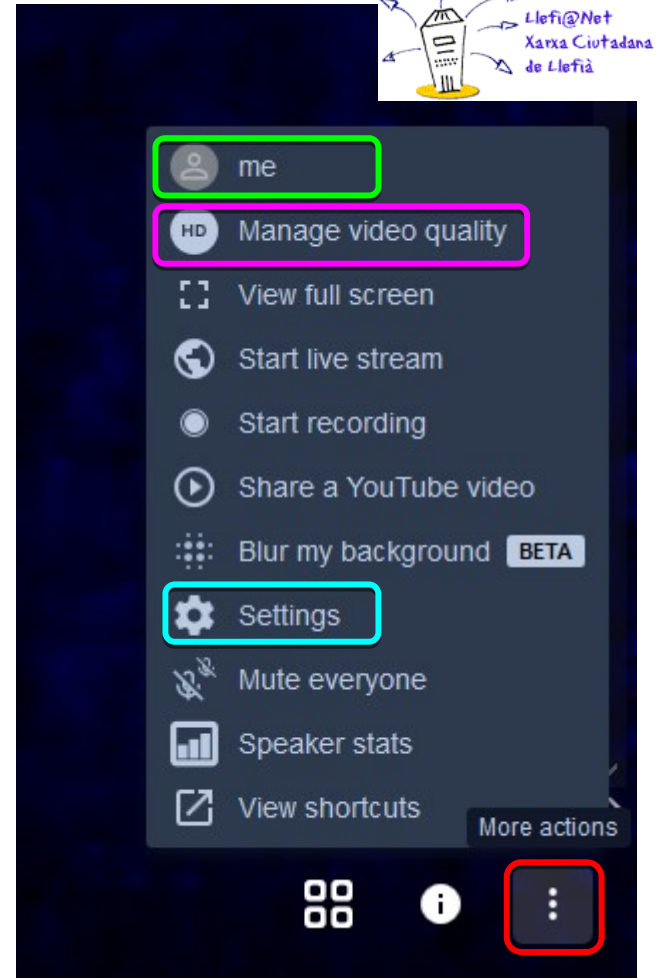 Llefi@Net
Xarxa Ciutadana
de Llefià
me
HD Manage video quality
View full screen
Start live stream
Start recording
Share a YouTube video
Blur my background BETA
Settings
Mute everyone
Speaker stats
View shortcuts
More actions